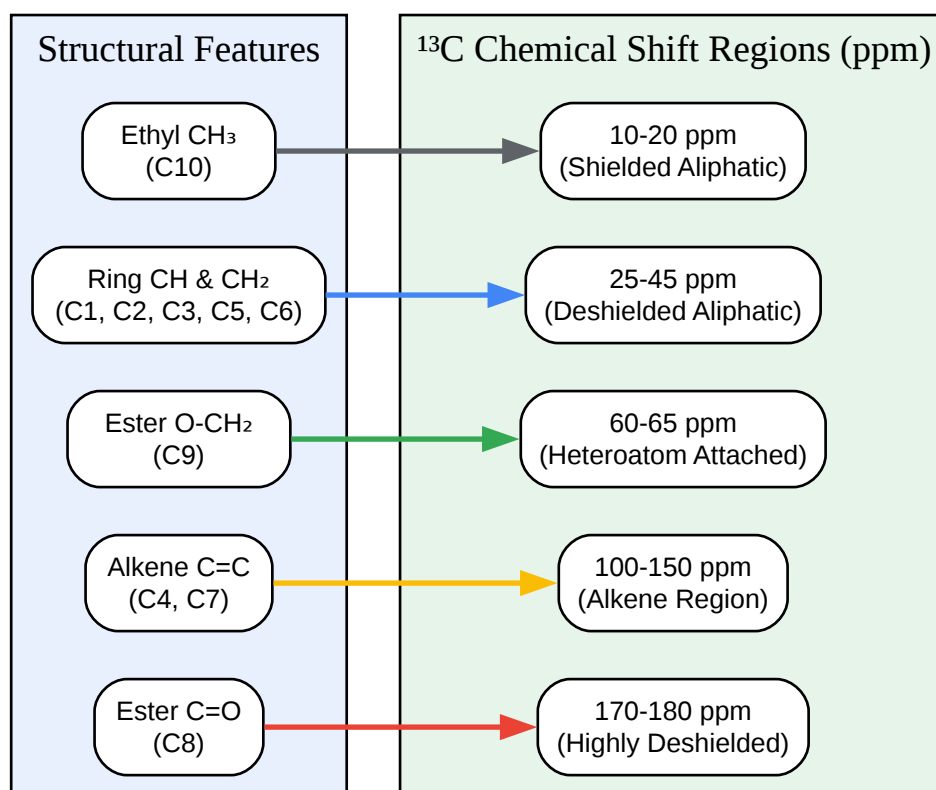 Structural Features
¹³C Chemical Shift Regions (ppm)
Ethyl CH₃
(C10)
10-20 ppm
(Shielded Aliphatic)
Ring CH & CH₂
(C1, C2, C3, C5, C6)
25-45 ppm
(Deshielded Aliphatic)
Ester O-CH₂
(C9)
60-65 ppm
(Heteroatom Attached)
Alkene C=C
(C4, C7)
100-150 ppm
(Alkene Region)
Ester C=O
(C8)
170-180 ppm
(Highly Deshielded)